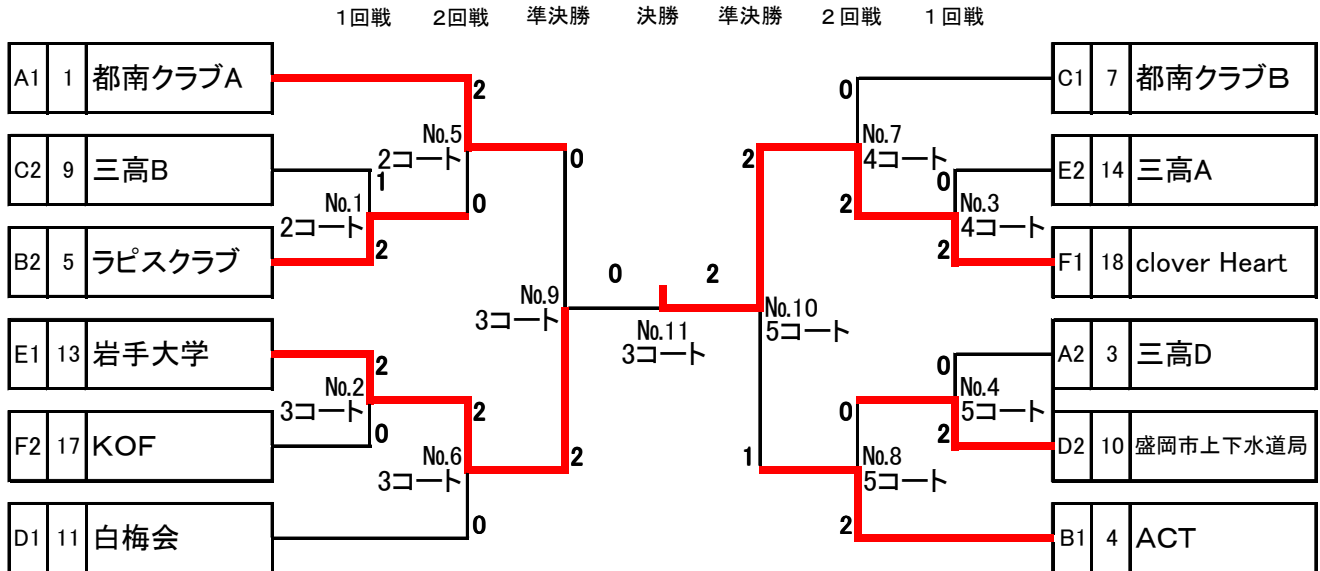 1回戦 2回戦 準決勝 決勝 準決勝 2回戦 1回戦
A1 1 都南クラブA
C2 9 三高B
B2 5 ラピスクラブ
E1 13 岩手大学
F2 17 KOF
D1 11 白梅会
1
No.1
2コート
2
2
No.2
3コート
0
2
No.5
2コート
0
2
No.6
3コート
0
0
No.9
3コート
2
0 2
No.11
3コート
2
No.10
5コート
1
0
No.7
4コート
2
0
No.8
5コート
2
0
No.3
4コート
2
0
No.4
5コート
2
C1 7 都南クラブB
E2 14 三高A
F1 18 clover Heart
A2 3 三高D
D2 10 盛岡市上下水道局
B1 4 ACT